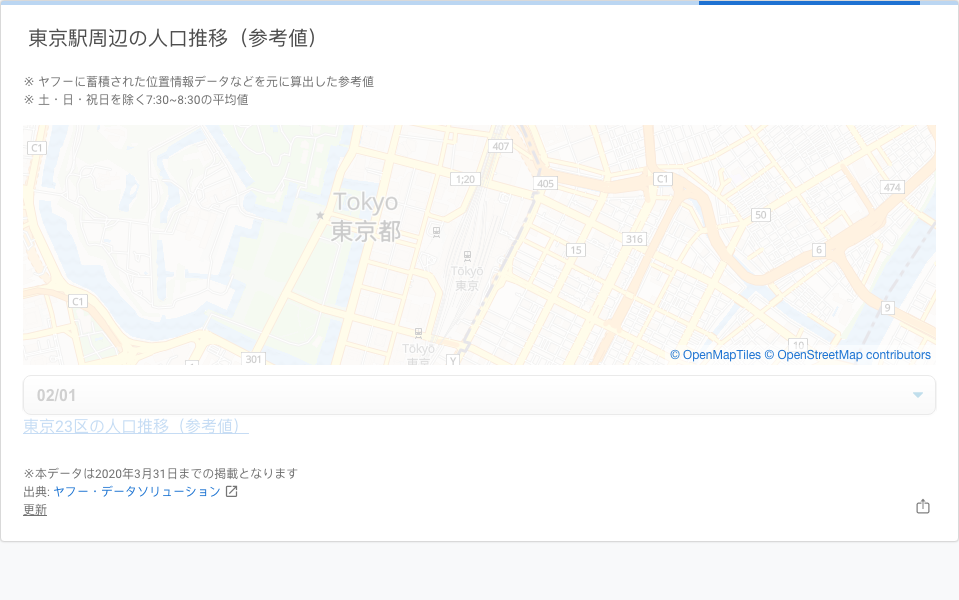 東京駅周辺の人口推移（参考値）
※ ヤフーに蓄積された位置情報データなどを元に算出した参考値
※ 土・日・祝日を除く7:30~8:30の平均値
C1
407
1;20
405
C1
474
Tokyo
東京都
50
316
15
6
Tōkyō
東京
C1
9
10
Tōkyō
東京
301
1
Y
© OpenMapTiles © OpenStreetMap contributors
02/01
東京23区の人口推移（参考値）
※本データは2020年3月31日までの掲載となります
出典: ヤフー・データソリューション
更新